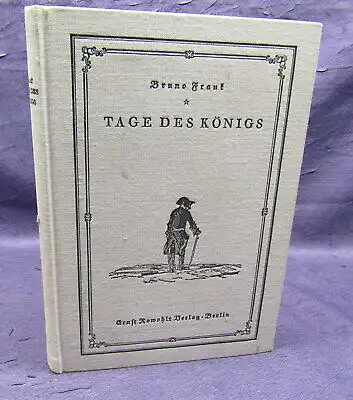 Bruno Frank
TAGE DES KÖNIGS
Ernst Rowohlt Verlag · Berlin